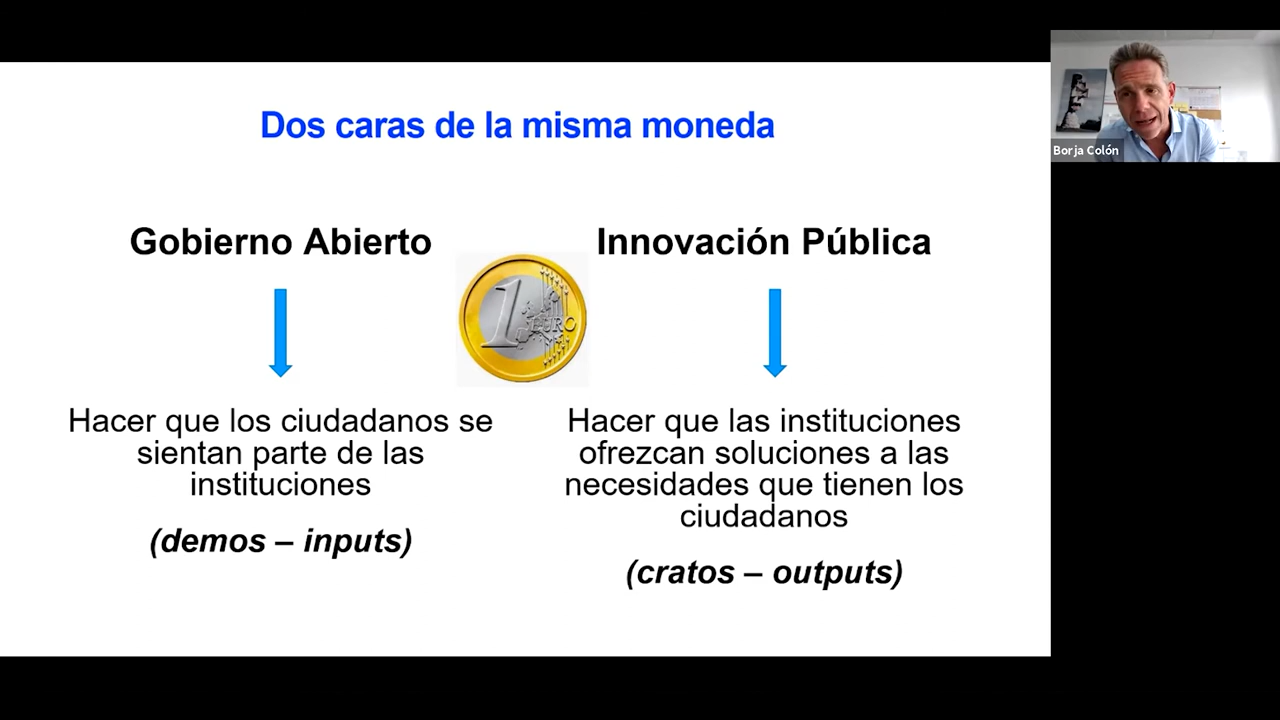 Dos caras de la misma moneda
Gobierno Abierto
Innovación Pública
1
EURO
Hacer que los ciudadanos se
sientan parte de las
instituciones
(demos – inputs)
Hacer que las instituciones
ofrezcan soluciones a las
necesidades que tienen los
ciudadanos
(cratos – outputs)
Borja Colón